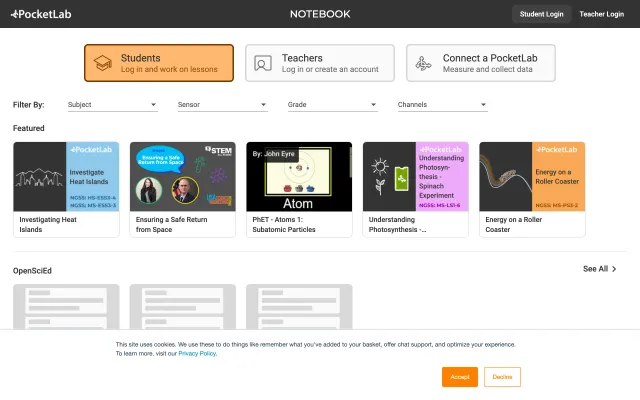 PocketLab
NOTEBOOK
Student Login
Teacher Login
Students
Log in and work on lessons
Teachers
Log in or create an account
Connect a PocketLab
Measure and collect data
Filter By:
Subject
Sensor
Grade
Channels
Featured
PocketLab
Investigate
Heat Islands
NGSS: HS-ESS3-4
NGSS: MS-ESS3-3
Ensuring a Safe
Return from Space
STEM
By: John Eyre
Atom
PocketLab
Understanding
Photosyn-
thesis -
Spinach
Experiment
NGSS: MS-LS1-6
PocketLab
Energy on a
Roller Coaster
NGSS: MS-PS3-2
Investigating Heat
Islands
Ensuring a Safe Return
from Space
PhET - Atoms 1:
Subatomic Particles
Understanding
Photosynthesis -...
Energy on a Roller
Coaster
OpenSciEd
See All
This site uses cookies. We use these to do things like remember what you've added to your basket, offer chat support, and optimize your experience.
To learn more, visit our Privacy Policy.
Accept
Decline